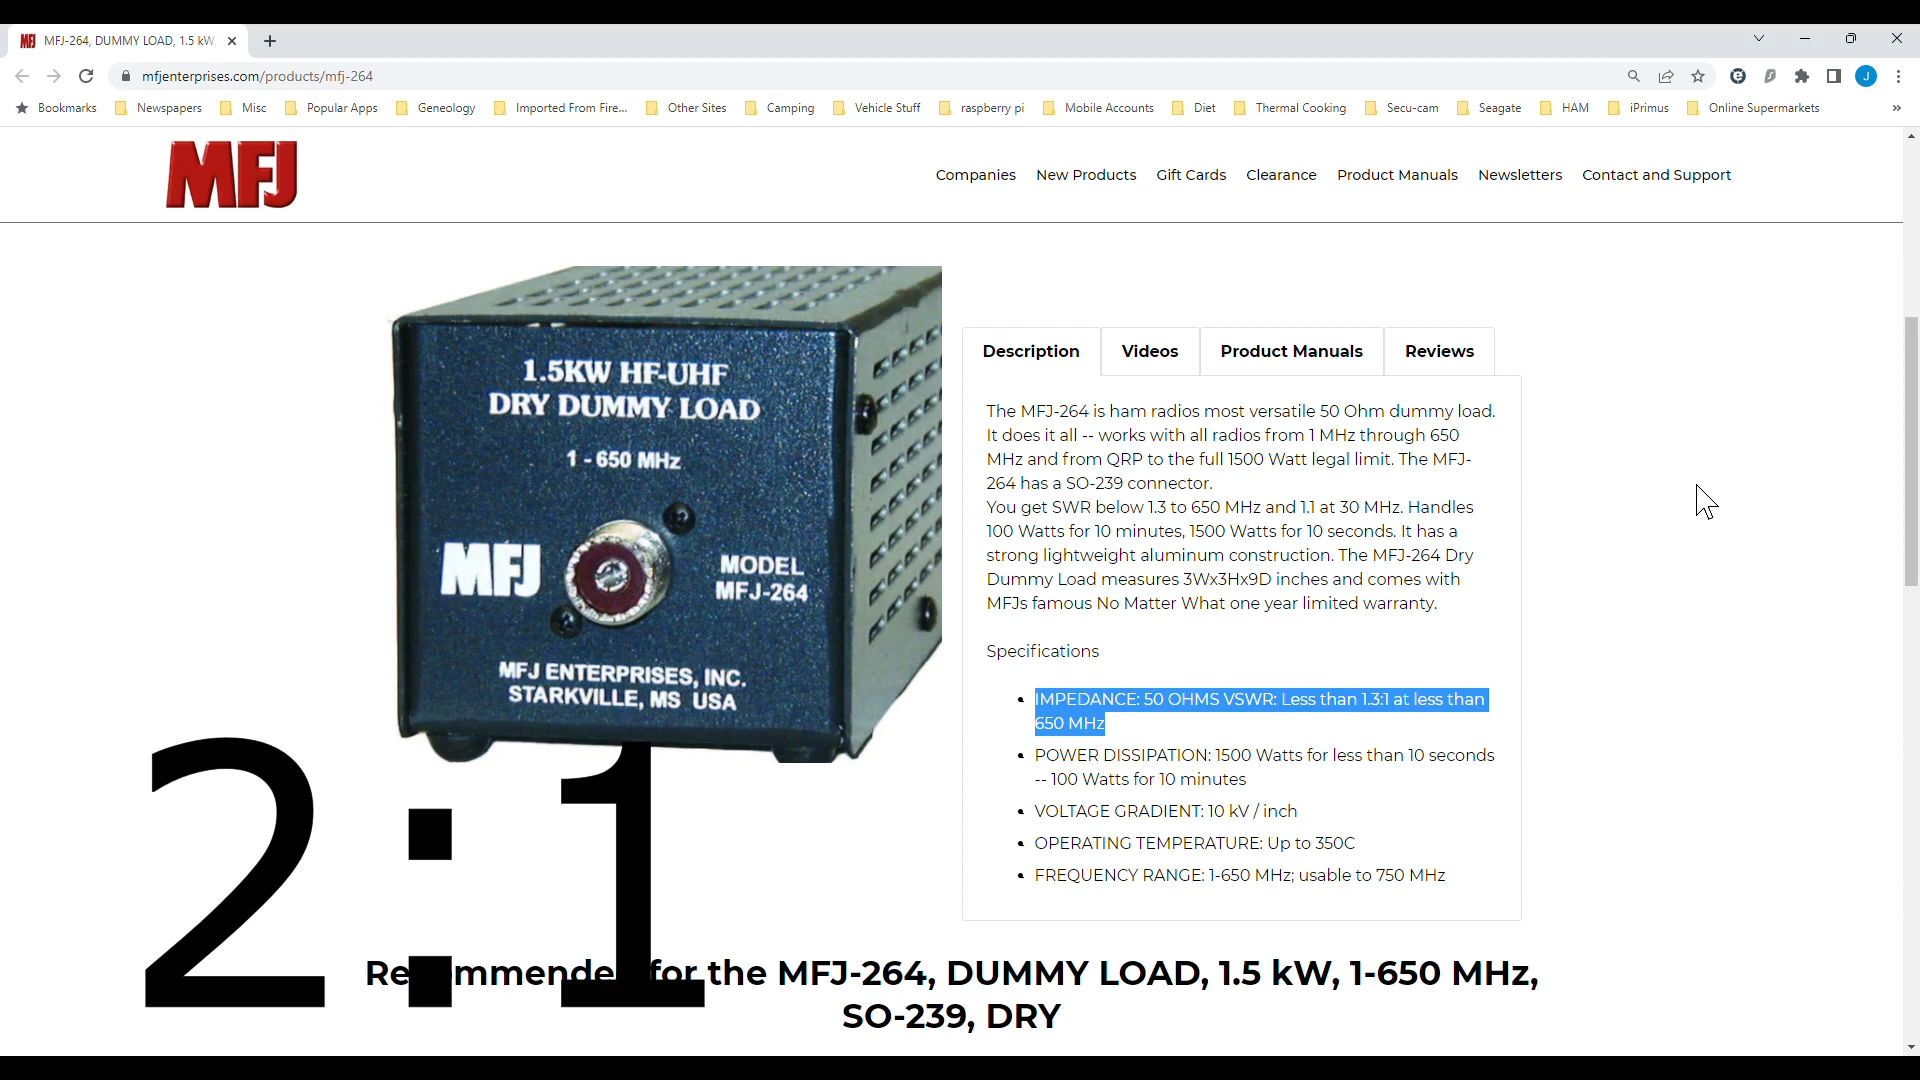 MFJ MFJ-264, DUMMY LOAD, 1.5 kW
mfjenterprises.com/products/mfj-264
J
Bookmarks Newspapers Misc Popular Apps Geneology Imported From Fire... Other Sites Camping Vehicle Stuff raspberry pi Mobile Accounts Diet Thermal Cooking Secu-cam Seagate HAM iPrimus Online Supermarkets »
MFJ
Companies New Products Gift Cards Clearance Product Manuals Newsletters Contact and Support
1.5KW HF-UHF
DRY DUMMY LOAD
1 - 650 MHz
MFJ
MODEL
MFJ-264
MFJ ENTERPRISES, INC.
STARKVILLE, MS USA
Description Videos Product Manuals Reviews
The MFJ-264 is ham radios most versatile 50 Ohm dummy load.
It does it all -- works with all radios from 1 MHz through 650
MHz and from QRP to the full 1500 Watt legal limit. The MFJ-
264 has a SO-239 connector.
You get SWR below 1.3 to 650 MHz and 1.1 at 30 MHz. Handles
100 Watts for 10 minutes, 1500 Watts for 10 seconds. It has a
strong lightweight aluminum construction. The MFJ-264 Dry
Dummy Load measures 3Wx3Hx9D inches and comes with
MFJs famous No Matter What one year limited warranty.
Specifications
• IMPEDANCE: 50 OHMS VSWR: Less than 1.3:1 at less than
650 MHz
• POWER DISSIPATION: 1500 Watts for less than 10 seconds
-- 100 Watts for 10 minutes
• VOLTAGE GRADIENT: 10 kV / inch
• OPERATING TEMPERATURE: Up to 350C
• FREQUENCY RANGE: 1-650 MHz; usable to 750 MHz
2:1
Recommended for the MFJ-264, DUMMY LOAD, 1.5 kW, 1-650 MHz,
SO-239, DRY